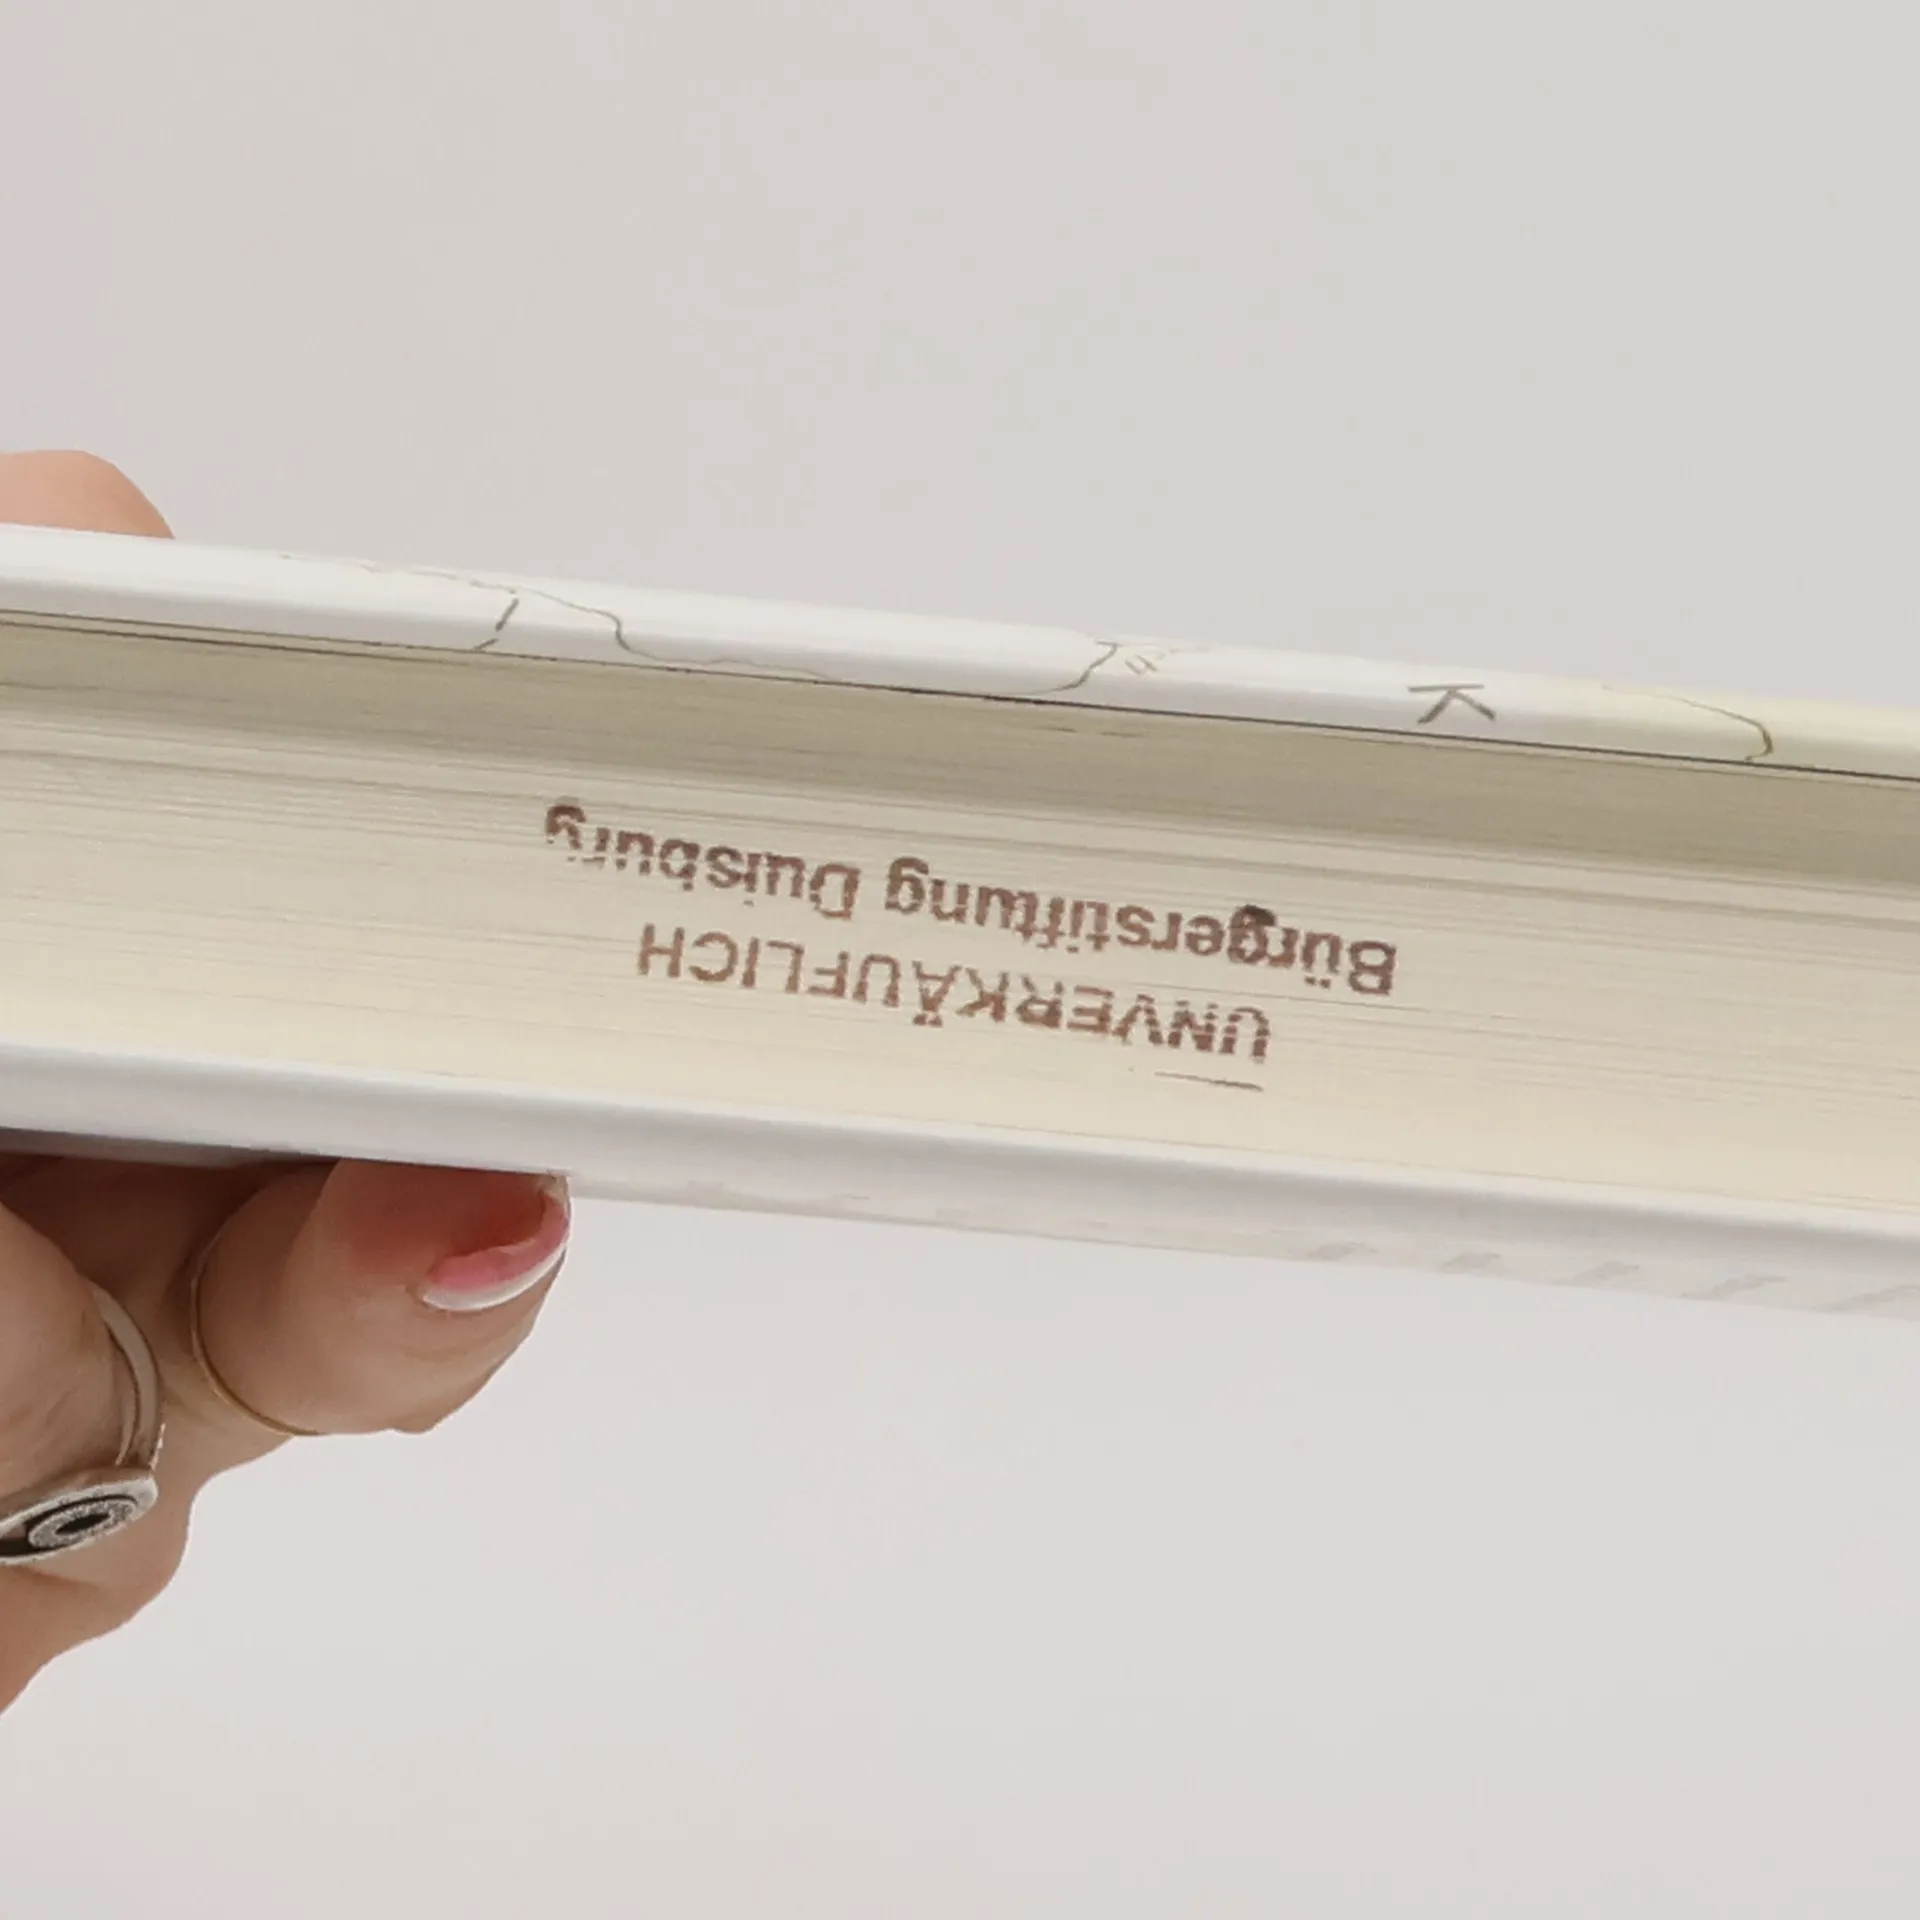 UNVERKÄUFLICH
Bürgerstiftung Duisburg
K